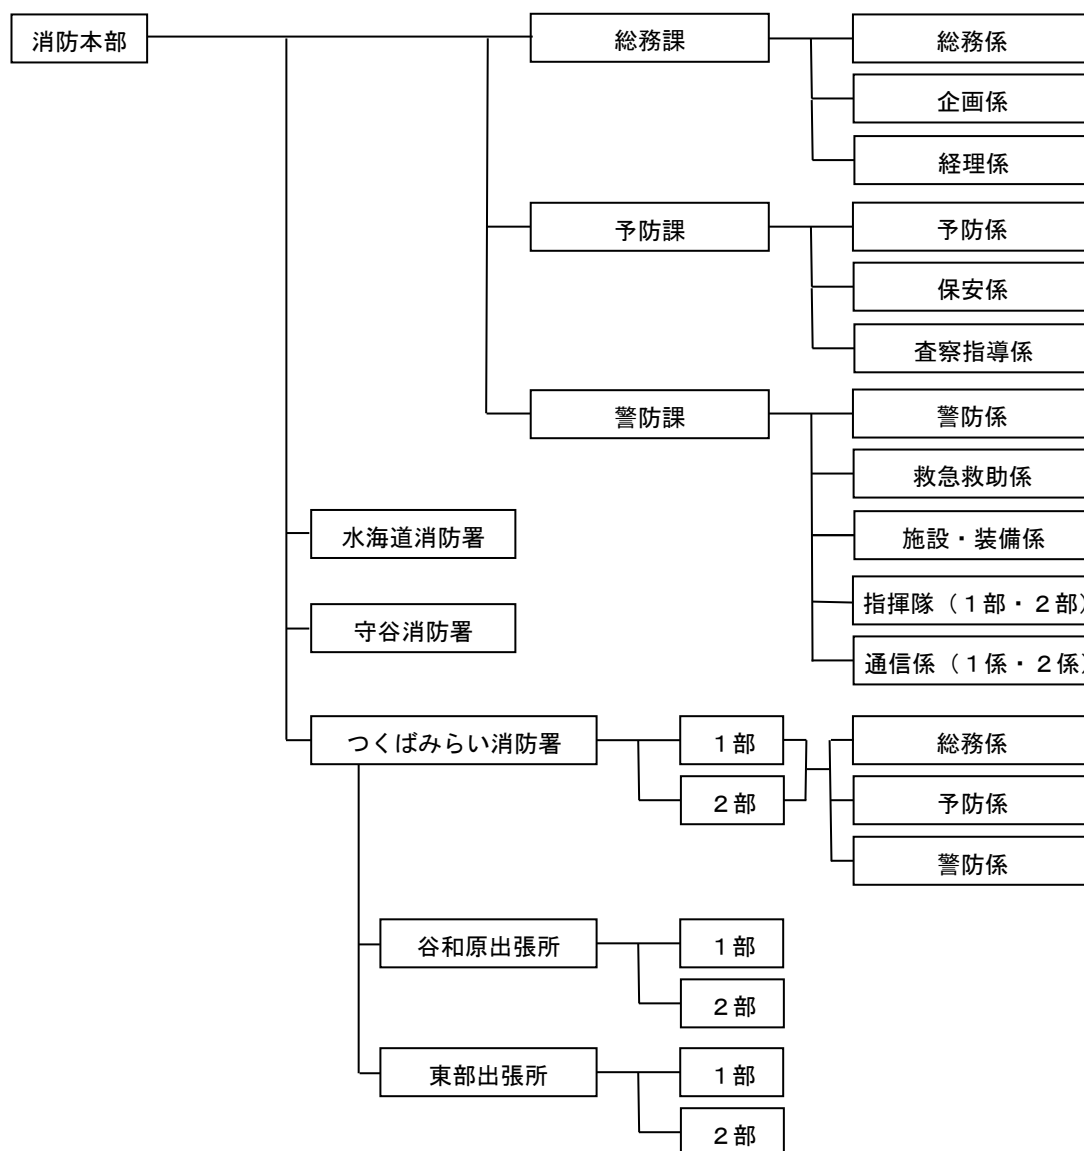 消防本部
総務課
総務係
企画係
経理係
予防課
予防係
保安係
査察指導係
警防課
警防係
救急救助係
施設・装備係
指揮隊（１部・２部）
通信係（１係・２係）
水海道消防署
守谷消防署
つくばみらい消防署
１部
２部
総務係
予防係
警防係
谷和原出張所
１部
２部
東部出張所
１部
２部